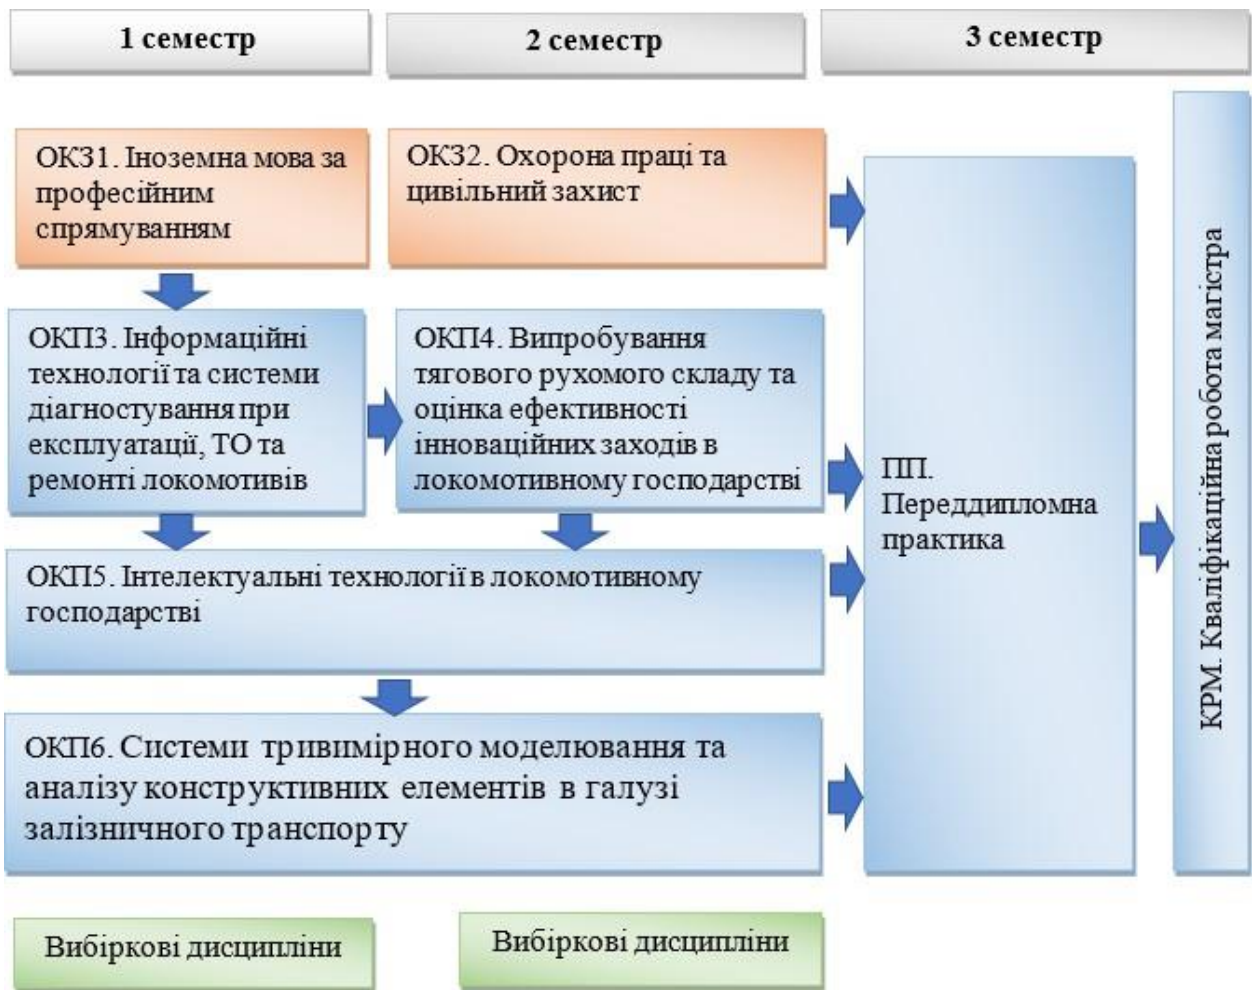 1 семестр
2 семестр
3 семестр
ОКЗ1. Іноземна мова за
професійним
спрямуванням
ОКЗ2. Охорона праці та
цивільний захист
ОКП3. Інформаційні
технології та системи
діагностування при
експлуатації, ТО та
ремонті локомотивів
ОКП4. Випробування
тягового рухомого складу та
оцінка ефективності
інноваційних заходів в
локомотивному господарстві
ОКП5. Інтелектуальні технології в локомотивному
господарстві
ОКП6. Системи тривимірного моделювання та
аналізу конструктивних елементів в галузі
залізничного транспорту
ПП.
Переддипломна
практика
КРМ. Кваліфікаційна робота магістра
Вибіркові дисципліни
Вибіркові дисципліни